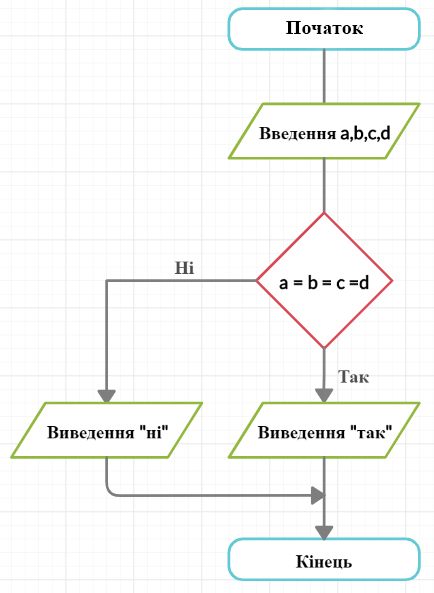 Початок
Введення a,b,c,d
a = b = c =d
Ні
Так
Виведення "ні"
Виведення "так"
Кінець